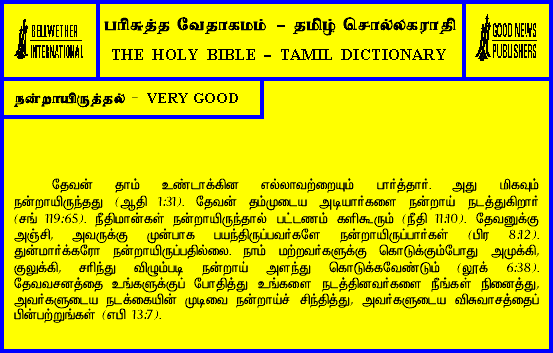 BELLWETHER
INTERNATIONAL
பரிசுத்த வேதாகமம் - தமிழ் சொல்லகராதி
THE HOLY BIBLE - TAMIL DICTIONARY
GOOD NEWS
PUBLISHERS
நன்றாயிருத்தல் - VERY GOOD
தேவன் தாம் உண்டாக்கின எல்லாவற்றையும் பார்த்தார். அது மிகவும்
நன்றாயிருந்தது (ஆதி 1:31). தேவன் தம்முடைய அடியார்களை நன்றாய் நடத்துகிறார்
(சங் 119:65). நீதிமான்கள் நன்றாயிருந்தால் பட்டணம் களிகூரும் (நீதி 11:10). தேவனுக்கு
அஞ்சி, அவருக்கு முன்பாக பயந்திருப்பவர்களே நன்றாயிருப்பார்கள் (பிர 8:12).
துன்மார்க்கரோ நன்றாயிருப்பதில்லை. நாம் மற்றவர்களுக்கு கொடுக்கும்போது அமுக்கி,
குலுக்கி, சரிந்து விழும்படி நன்றாய் அளந்து கொடுக்கவேண்டும் (லூக் 6:38).
தேவவசனத்தை உங்களுக்குப் போதித்து உங்களை நடத்தினவர்களை நீங்கள் நினைத்து,
அவர்களுடைய நடக்கையின் முடிவை நன்றாய்ச் சிந்தித்து, அவர்களுடைய விசுவாசத்தைப்
பின்பற்றுங்கள் (எபி 13:7).